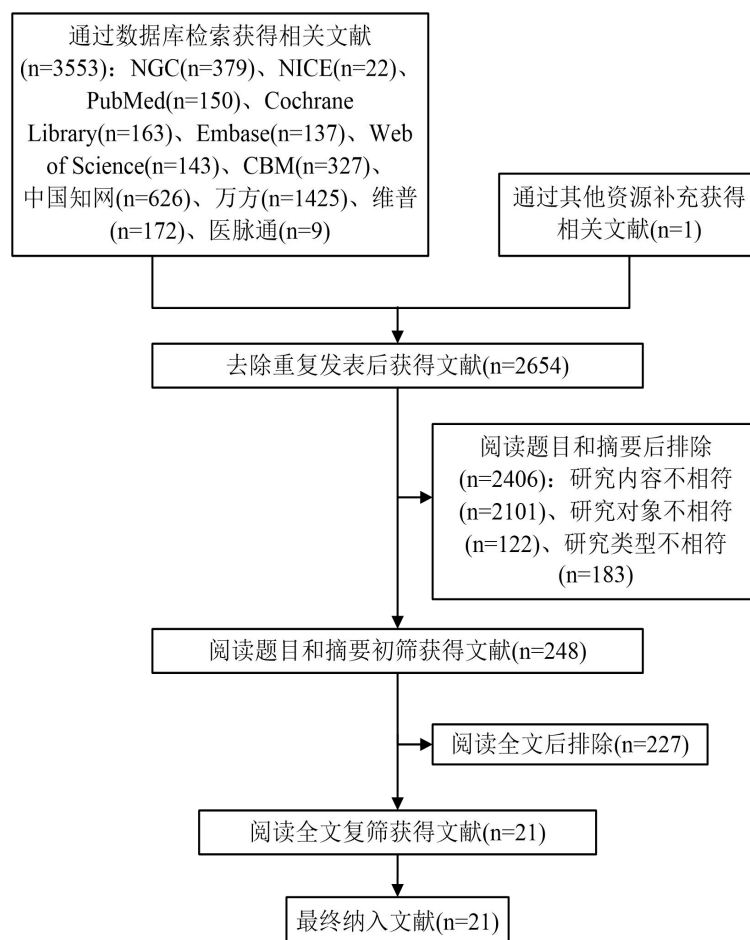 通过数据库检索获得相关文献
(n=3553)：NGC(n=379)、NICE(n=22)、
PubMed(n=150)、Cochrane
Library(n=163)、Embase(n=137)、Web
of Science(n=143)、CBM(n=327)、
中国知网(n=626)、万方(n=1425)、维普
(n=172)、医脉通(n=9)
通过其他资源补充获得
相关文献(n=1)
去除重复发表后获得文献(n=2654)
阅读题目和摘要后排除
(n=2406)：研究内容不相符
(n=2101)、研究对象不相符
(n=122)、研究类型不相符
(n=183)
阅读题目和摘要初筛获得文献(n=248)
阅读全文后排除(n=227)
阅读全文复筛获得文献(n=21)
最终纳入文献(n=21)